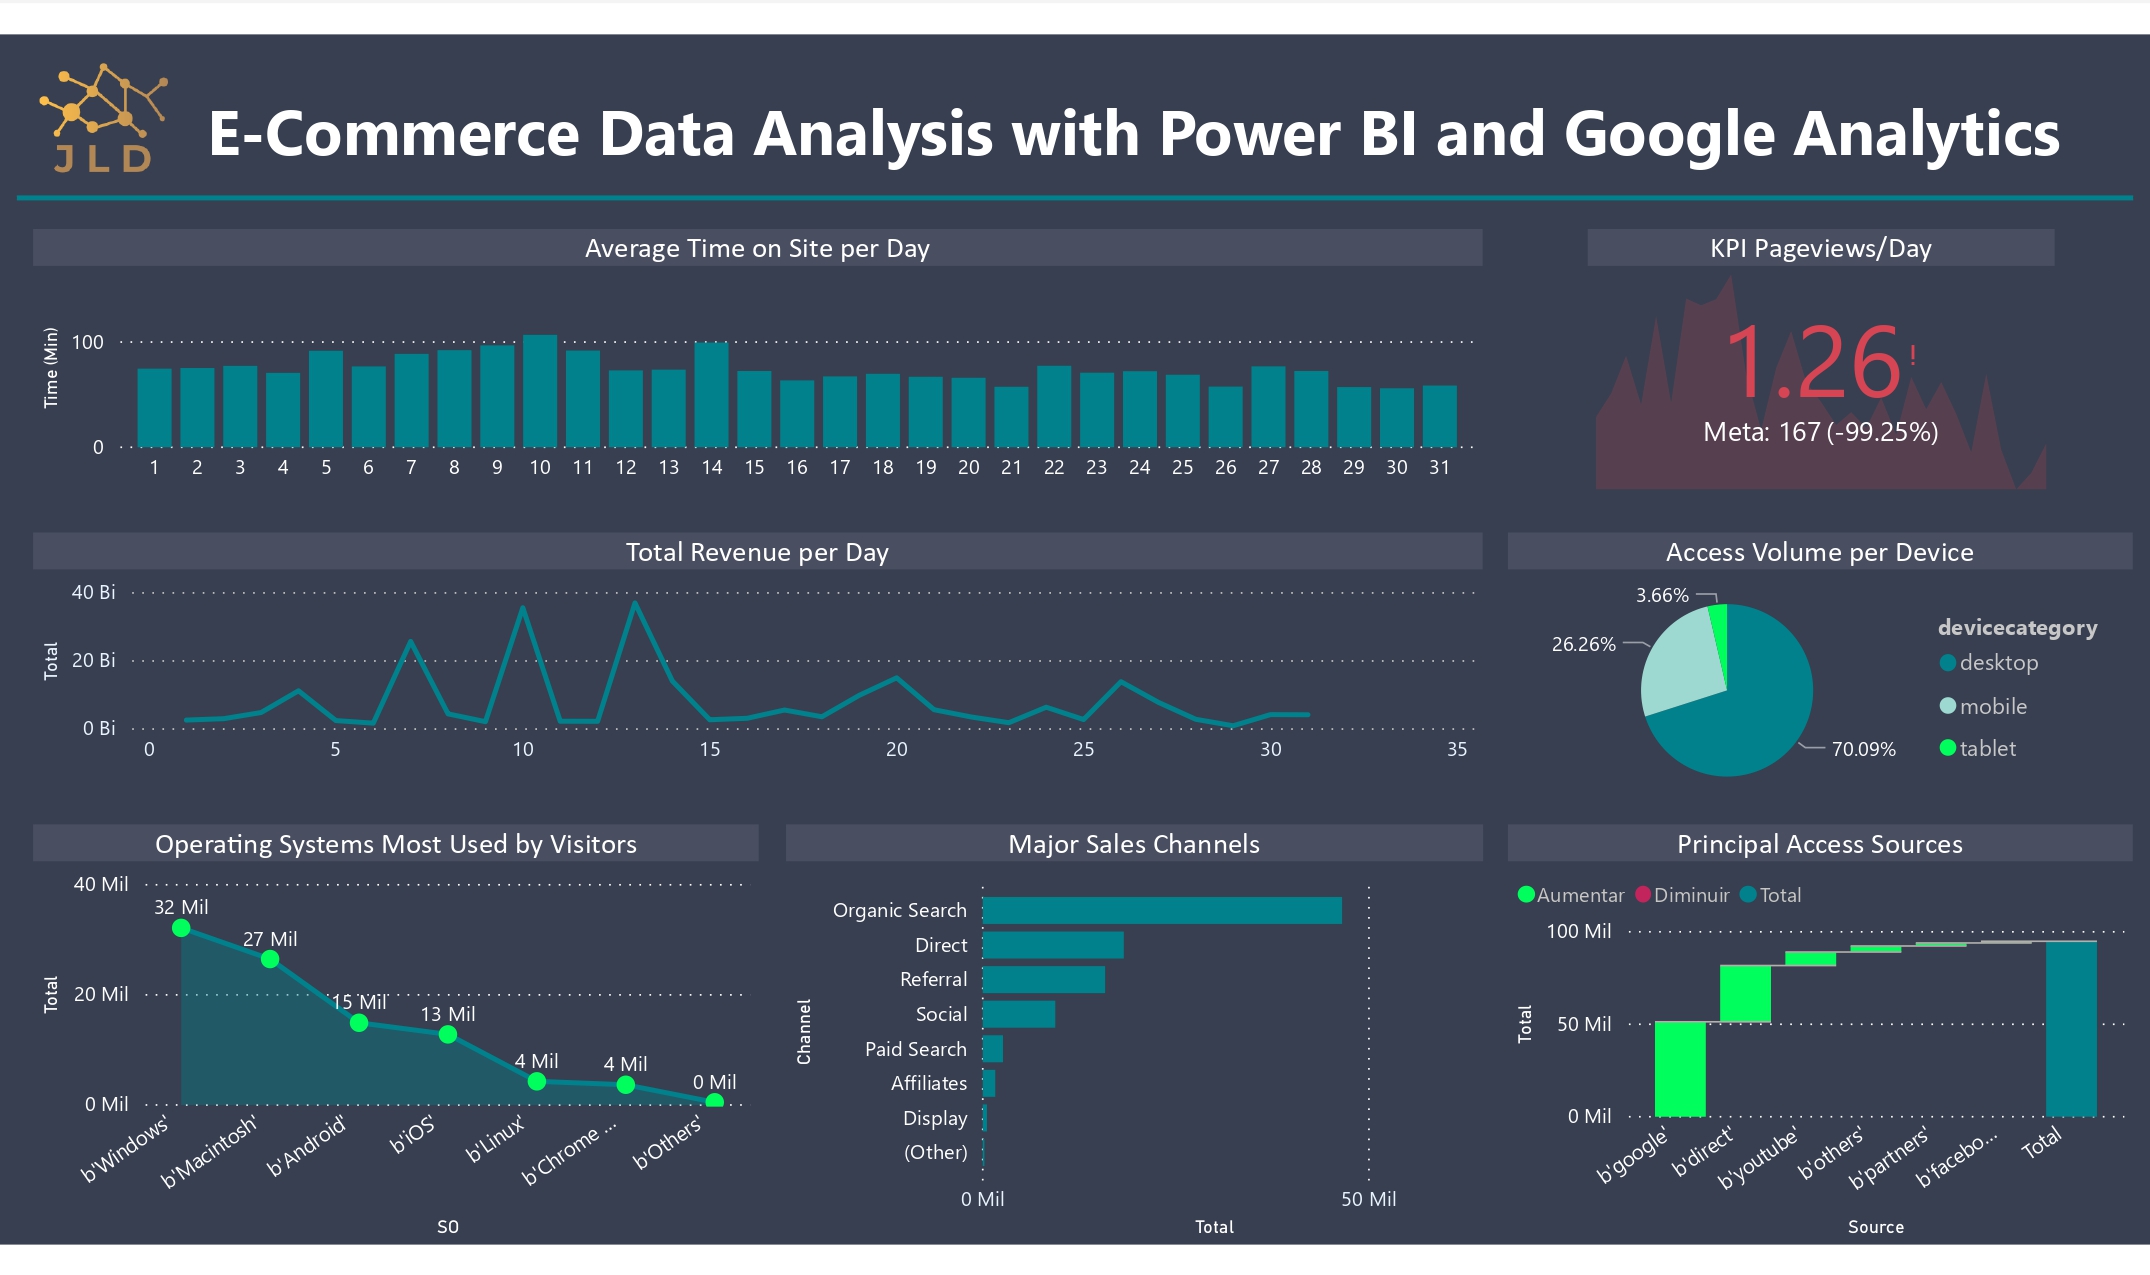 JLD
E-Commerce Data Analysis with Power BI and Google Analytics
Average Time on Site per Day
Time (Min)
100
0
1 2 3 4 5 6 7 8 9 10 11 12 13 14 15 16 17 18 19 20 21 22 23 24 25 26 27 28 29 30 31
KPI Pageviews/Day
1.26!
Meta: 167 (-99.25%)
Total Revenue per Day
Total
40 Bi
20 Bi
0 Bi
0 5 10 15 20 25 30 35
Access Volume per Device
3.66%
26.26%
70.09%
devicecategory
desktop
mobile
tablet
Operating Systems Most Used by Visitors
Total
40 Mil
20 Mil
0 Mil
32 Mil
27 Mil
15 Mil
13 Mil
4 Mil
4 Mil
0 Mil
b'Windows'
b'Macintosh'
b'Android'
b'iOS'
b'Linux'
b'Chrome ...
b'Others'
SO
Major Sales Channels
Channel
Organic Search
Direct
Referral
Social
Paid Search
Affiliates
Display
(Other)
0 Mil 50 Mil
Total
Principal Access Sources
Aumentar Diminuir Total
Total
100 Mil
50 Mil
0 Mil
b'google'
b'direct'
b'youtube'
b'others'
b'partners'
b'facebo...
Total
Source